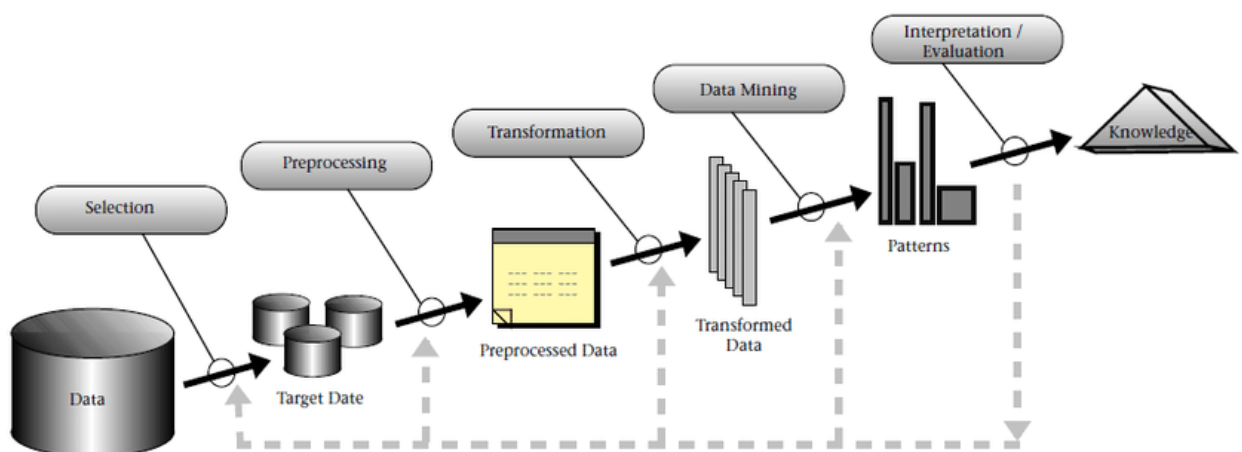 Interpretation /
Evaluation
Data Mining
Transformation
Preprocessing
Selection
Knowledge
Patterns
Transformed
Data
Preprocessed Data
Target Date
Data